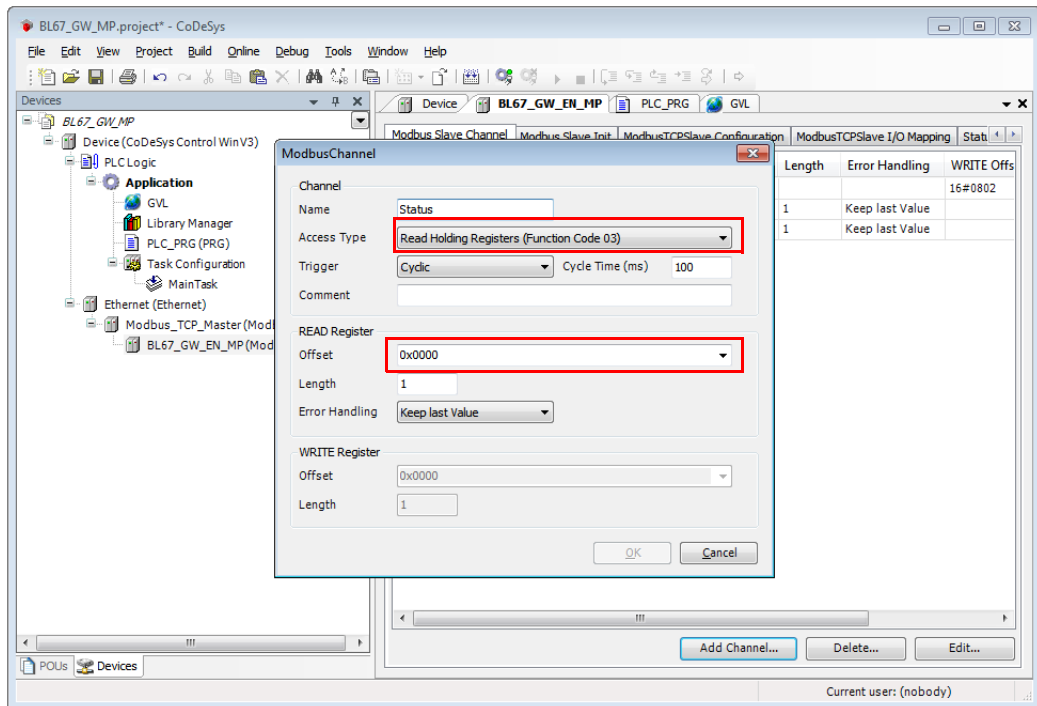 BL67_GW_MP.project* - CoDeSys
File Edit View Project Build Online Debug Tools Window Help
Devices
BL67_GW_MP
Device (CoDeSys Control Win V3)
PLC Logic
Application
GVL
Library Manager
PLC_PRG (PRG)
Task Configuration
MainTask
Ethernet (Ethernet)
Modbus_TCP_Master (Mod
BL67_GW_EN_MP (Mod
POUs Devices
Device BL67_GW_EN_MP PLC_PRG GVL
Modbus Slave Channel Modbus Slave Init ModbusTCPSlave Configuration ModbusTCPSlave I/O Mapping Statu
Length Error Handling WRITE Offs
16#0802
1 Keep last Value
1 Keep last Value
ModbusChannel
Channel
Name Status
Access Type Read Holding Registers (Function Code 03)
Trigger Cyclic Cycle Time (ms) 100
Comment
READ Register
Offset 0x0000
Length 1
Error Handling Keep last Value
WRITE Register
Offset 0x0000
Length 1
OK Cancel
Add Channel... Delete... Edit...
Current user: (nobody)